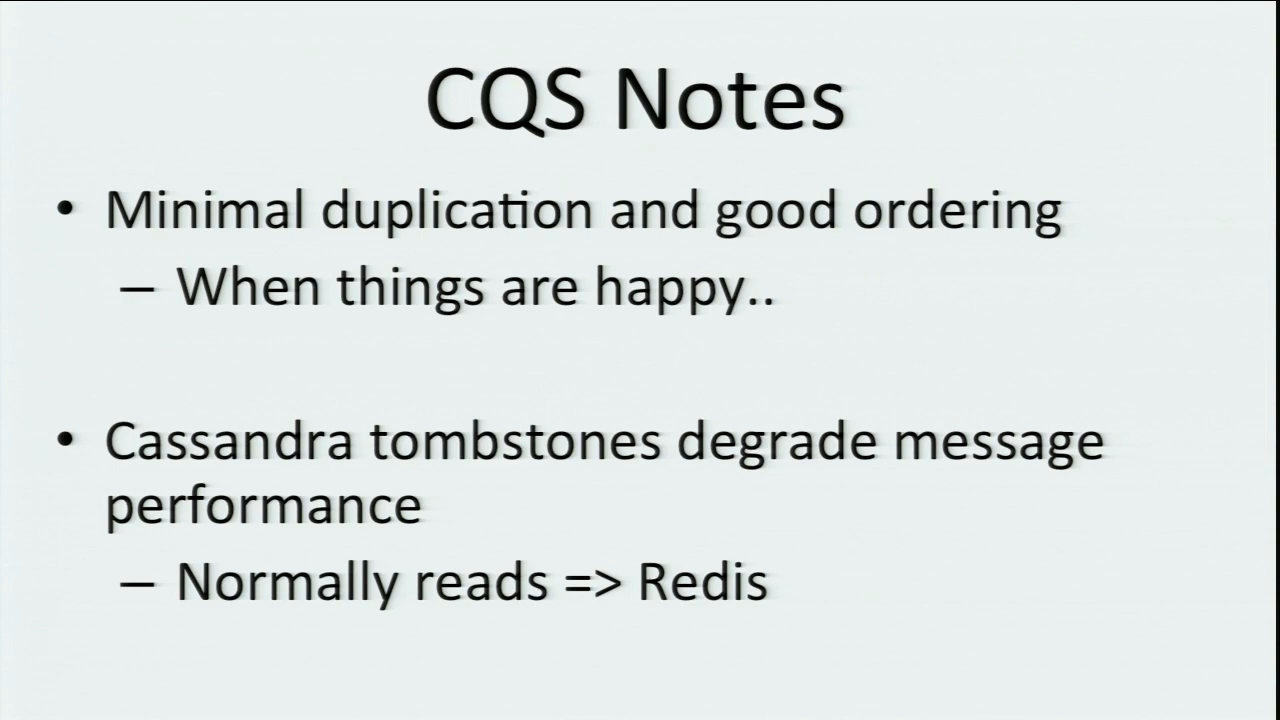 CQS Notes
• Minimal duplication and good ordering
– When things are happy..
• Cassandra tombstones degrade message
performance
– Normally reads => Redis